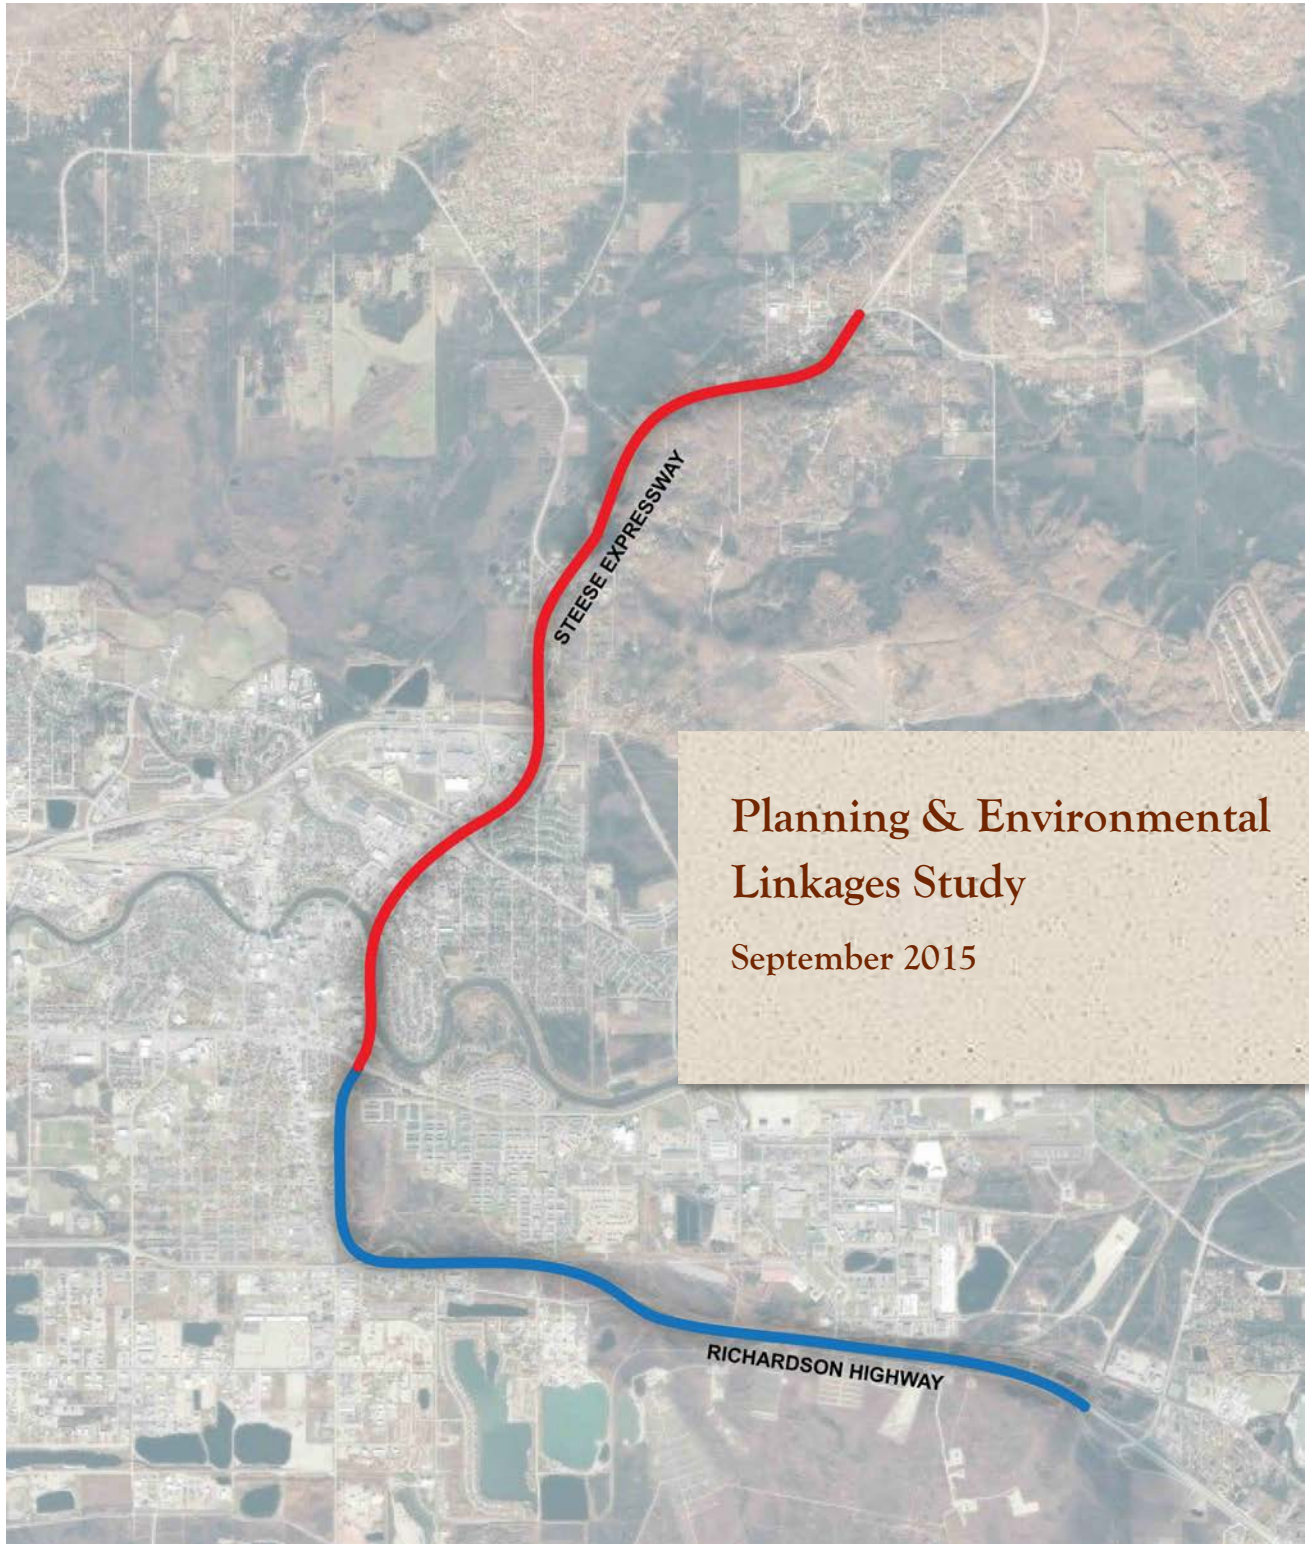 STEESE EXPRESSWAY
Planning & Environmental
Linkages Study
September 2015
RICHARDSON HIGHWAY